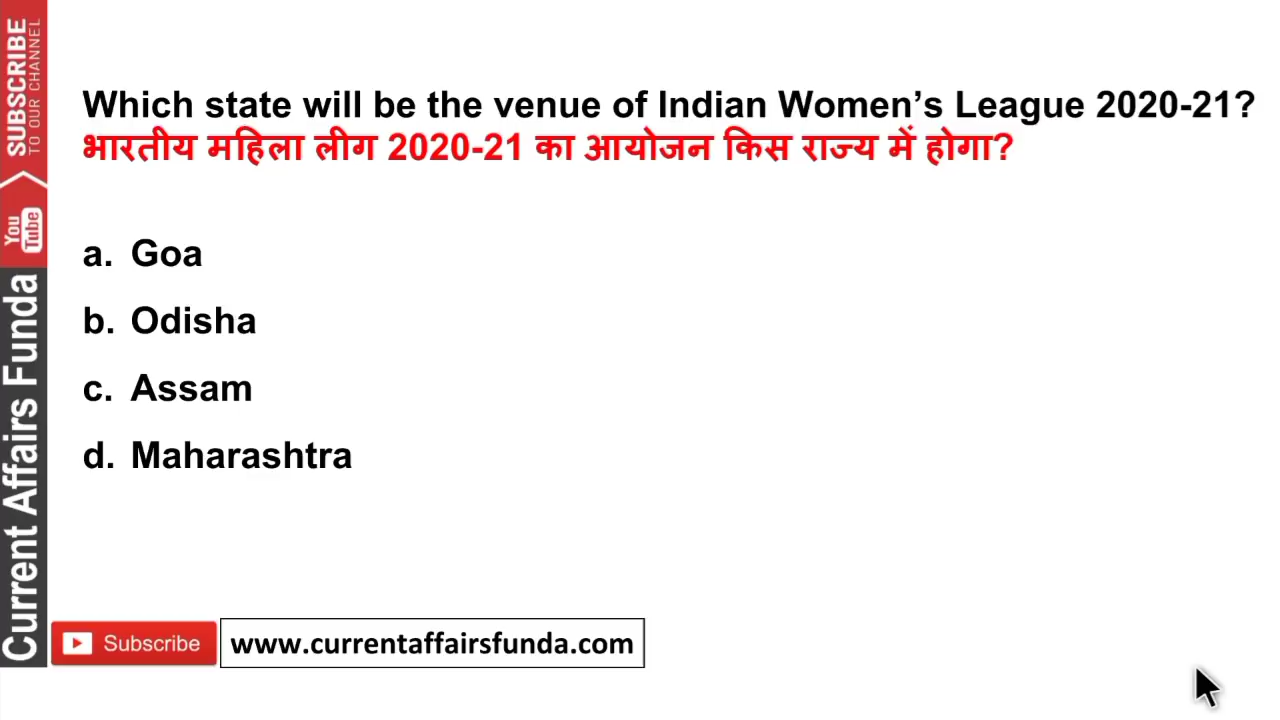 Which state will be the venue of Indian Women’s League 2020-21?
भारतीय महिला लीग 2020-21 का आयोजन किस राज्य में होगा?
a. Goa
b. Odisha
c. Assam
d. Maharashtra
SUBSCRIBE
TO OUR CHANNEL
You
Tube
Current Affairs Funda
Subscribe
www.currentaffairsfunda.com